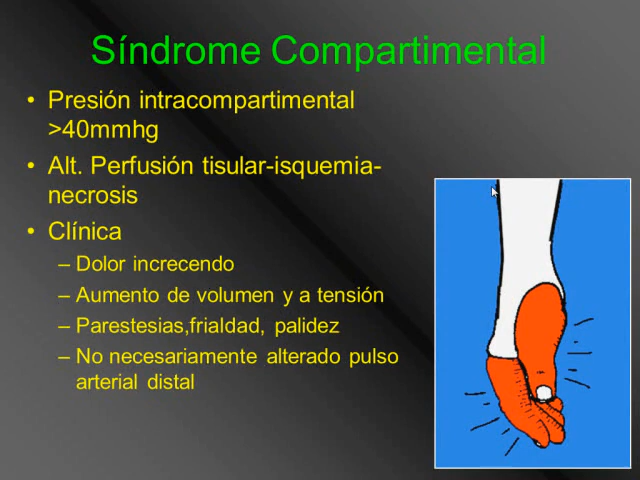 Síndrome Compartimental
• Presión intracompartimental
>40mmhg
• Alt. Perfusión tisular-isquemia-
necrosis
• Clínica
– Dolor increcendo
– Aumento de volumen y a tensión
– Parestesias,frialdad, palidez
– No necesariamente alterado pulso
arterial distal